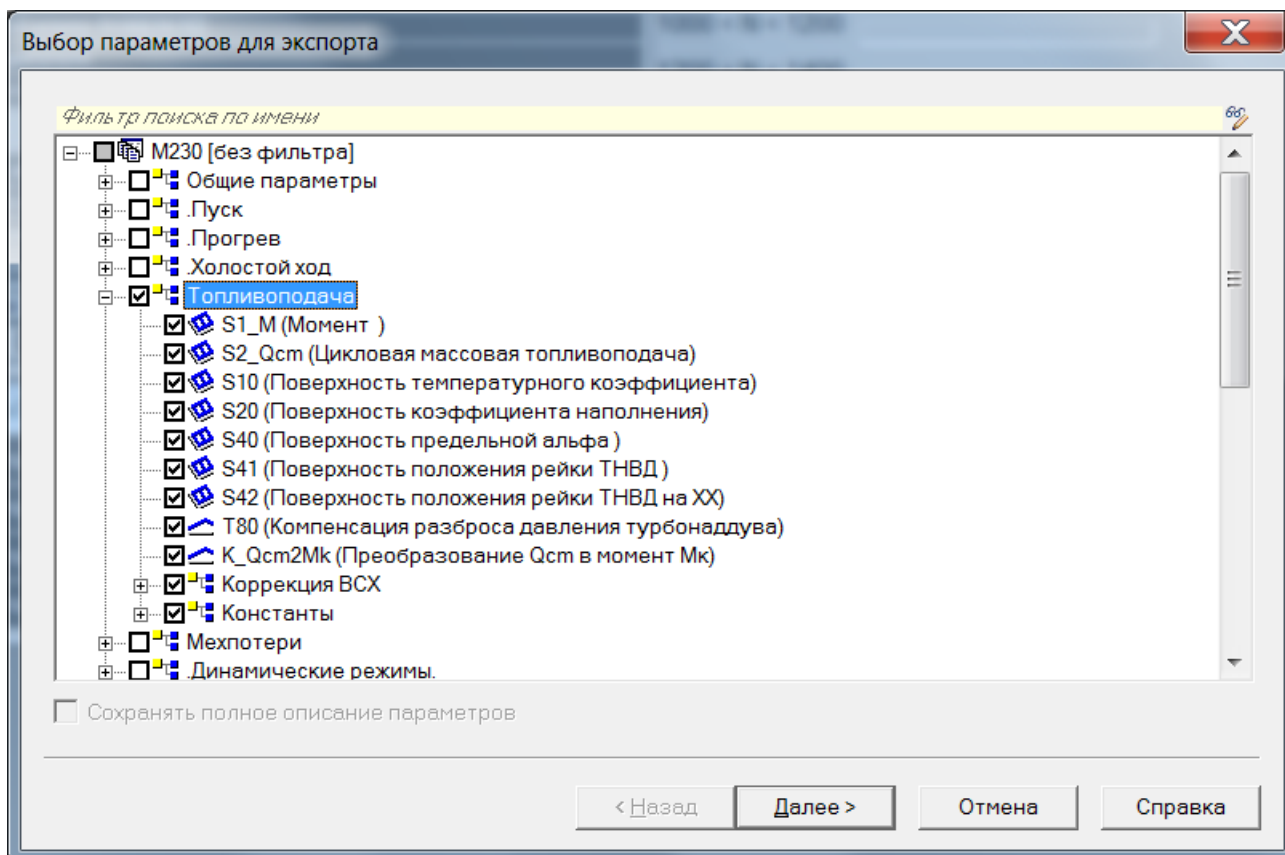 Выбор параметров для экспорта
Фильтр поиска по имени
M230 [без фильтра]
Общие параметры
.Пуск
.Прогрев
.Холостой ход
Топливоподача
S1_M (Момент )
S2_Qcm (Цикловая массовая топливоподача)
S10 (Поверхность температурного коэффициента)
S20 (Поверхность коэффициента наполнения)
S40 (Поверхность предельной альфа )
S41 (Поверхность положения рейки ТНВД )
S42 (Поверхность положения рейки ТНВД на ХХ)
T80 (Компенсация разброса давления турбонаддува)
K_Qcm2Mk (Преобразование Qcm в момент Мк)
Коррекция ВСХ
Константы
Мехпотери
.Динамические режимы.
Сохранять полное описание параметров
< Назад Далее > Отмена Справка